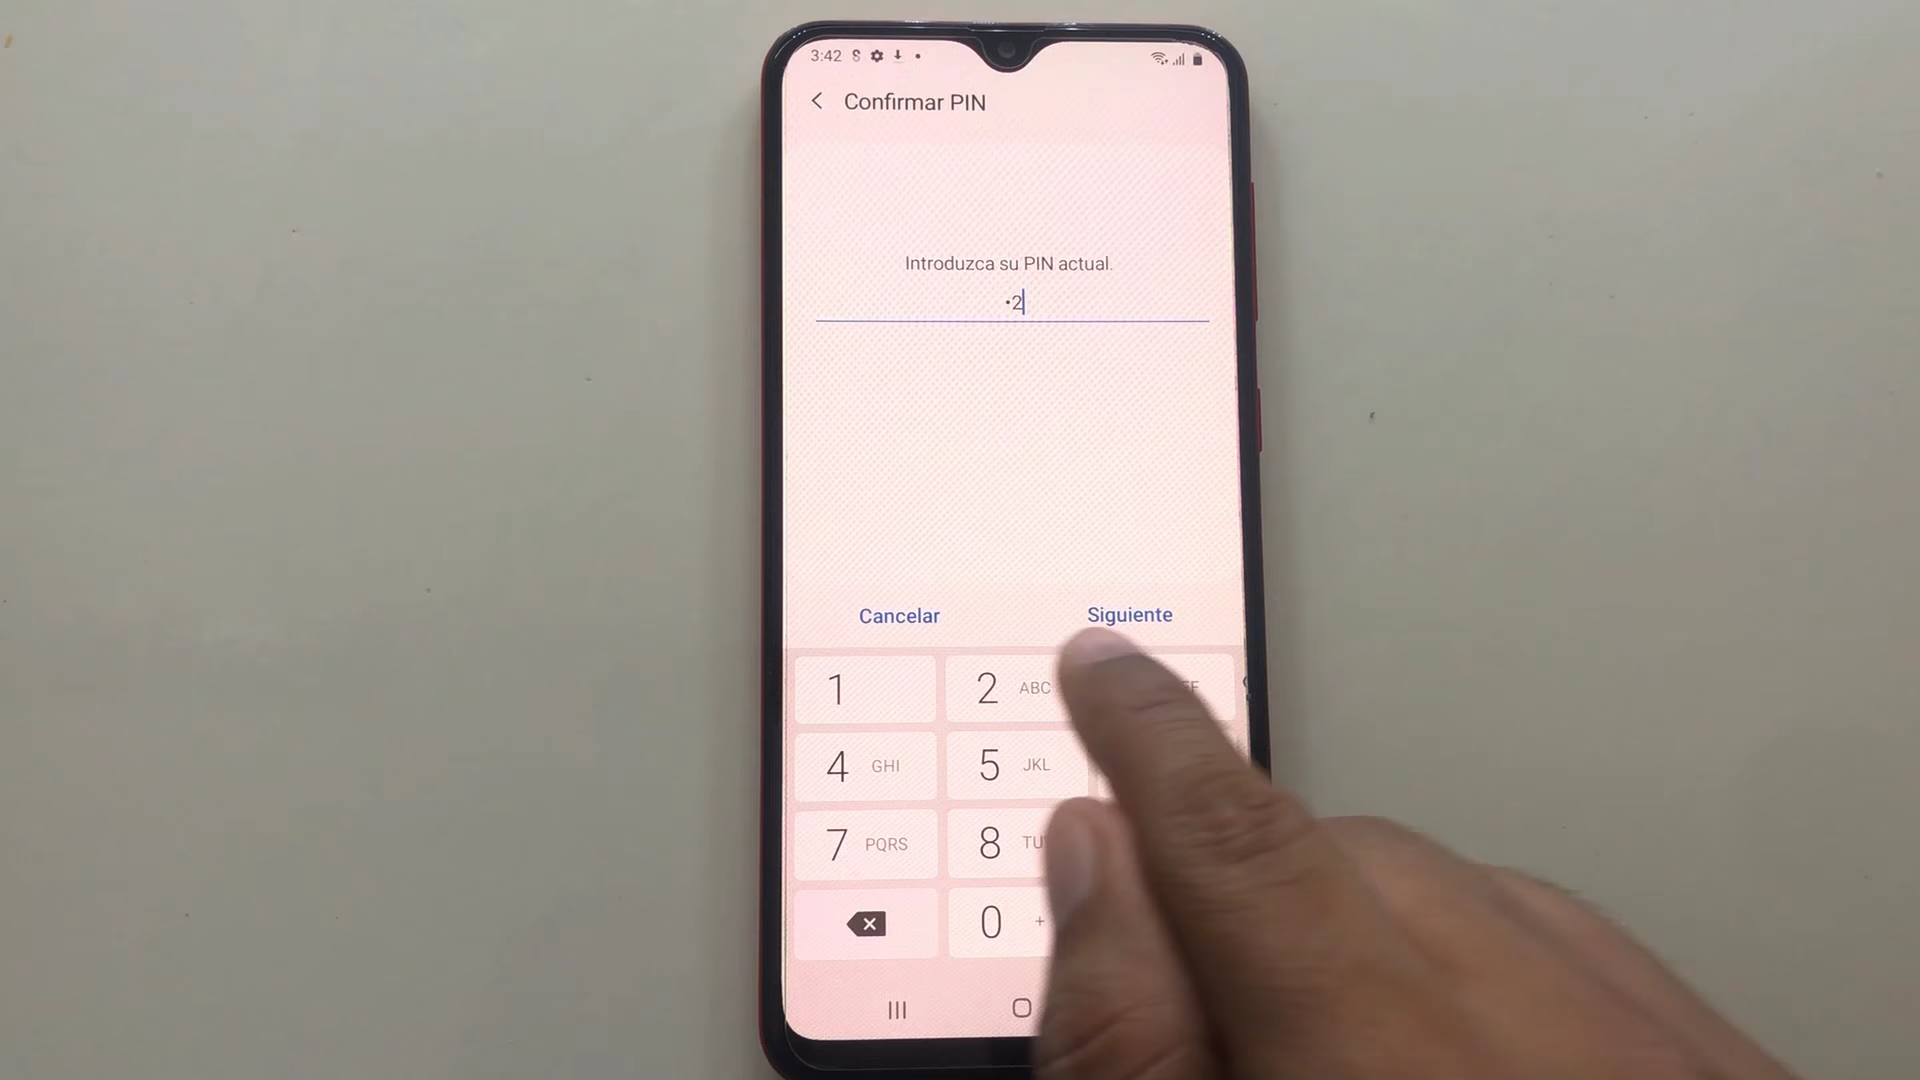 3:42
Confirmar PIN
Introduzca su PIN actual.
•2
Cancelar
Siguiente
1
2 ABC
4 GHI
5 JKL
7 PQRS
8 TU
0 +